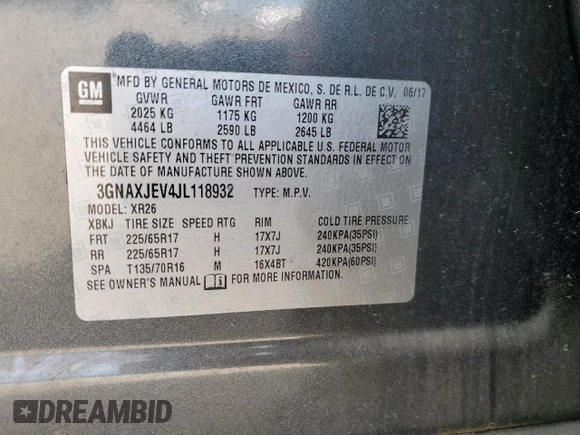 GM
MFD BY GENERAL MOTORS DE MEXICO, S. DE R.L. DE C.V. 06/17
GVWR GAWR FRT GAWR RR
2025 KG 1175 KG 1200 KG
4464 LB 2590 LB 2645 LB
THIS VEHICLE CONFORMS TO ALL APPLICABLE U.S. FEDERAL MOTOR
VEHICLE SAFETY AND THEFT PREVENTION STANDARDS IN EFFECT ON
THE DATE OF MANUFACTURE SHOWN ABOVE.
3GNAXJEV4JL118932 TYPE: M.P.V.
MODEL: XR26
XBKJ TIRE SIZE SPEED RTG RIM COLD TIRE PRESSURE
FRT 225/65R17 H 17X7J 240KPA(35PSI)
RR 225/65R17 H 17X7J 240KPA(35PSI)
SPA T135/70R16 M 16X4BT 420KPA(60PSI)
SEE OWNER'S MANUAL FOR MORE INFORMATION
DREAMBID